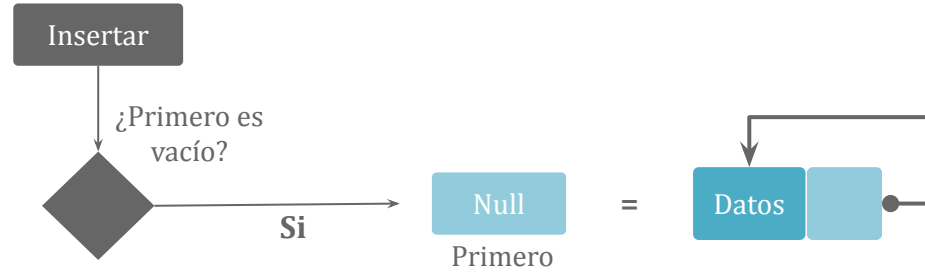 Insertar
¿Primero es
vacío?
Si
Null
=
Datos
Primero